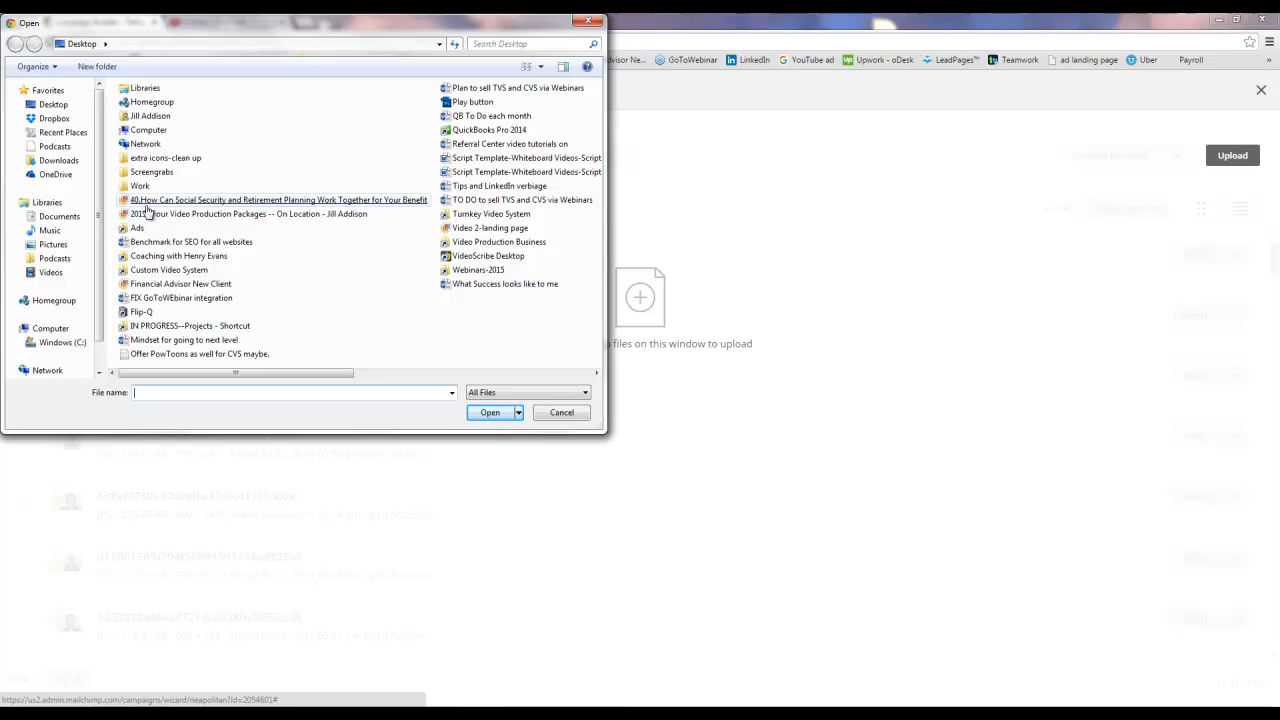 Open
Desktop
Search Desktop
Organize
New folder
dvisor Ne...
GoToWebinar
LinkedIn
YouTube ad
Upwork - oDesk
LeadPages™
Teamwork
ad landing page
Uber
Payroll
»
Upload
Favorites
Desktop
Dropbox
Recent Places
Podcasts
Downloads
OneDrive
Libraries
Documents
Music
Pictures
Podcasts
Videos
Homegroup
Computer
Windows (C:)
Network
Libraries
Homegroup
Jill Addison
Computer
Network
extra icons-clean up
Screengrabs
Work
40.How Can Social Security and Retirement Planning Work Together for Your Benefit
our Video Production Packages -- On Location - Jill Addison
Ads
Benchmark for SEO for all websites
Coaching with Henry Evans
Custom Video System
Financial Advisor New Client
FIX GoToWEbinar integration
Flip-Q
IN PROGRESS--Projects - Shortcut
Mindset for going to next level
Offer PowToons as well for CVS maybe.
Plan to sell TVS and CVS via Webinars
Play button
QB To Do each month
QuickBooks Pro 2014
Referral Center video tutorials on
Script Template-Whiteboard Videos-Script
Script Template-Whiteboard Videos-Script
Tips and LinkedIn verbiage
TO DO to sell TVS and CVS via Webinars
Turnkey Video System
Video 2-landing page
Video Production Business
VideoScribe Desktop
Webinars-2015
What Success looks like to me
files on this window to upload
File name:
All Files
Open
Cancel
https://us2.admin.mailchimp.com/campaigns/wizard/neapolitan?id=2054601#